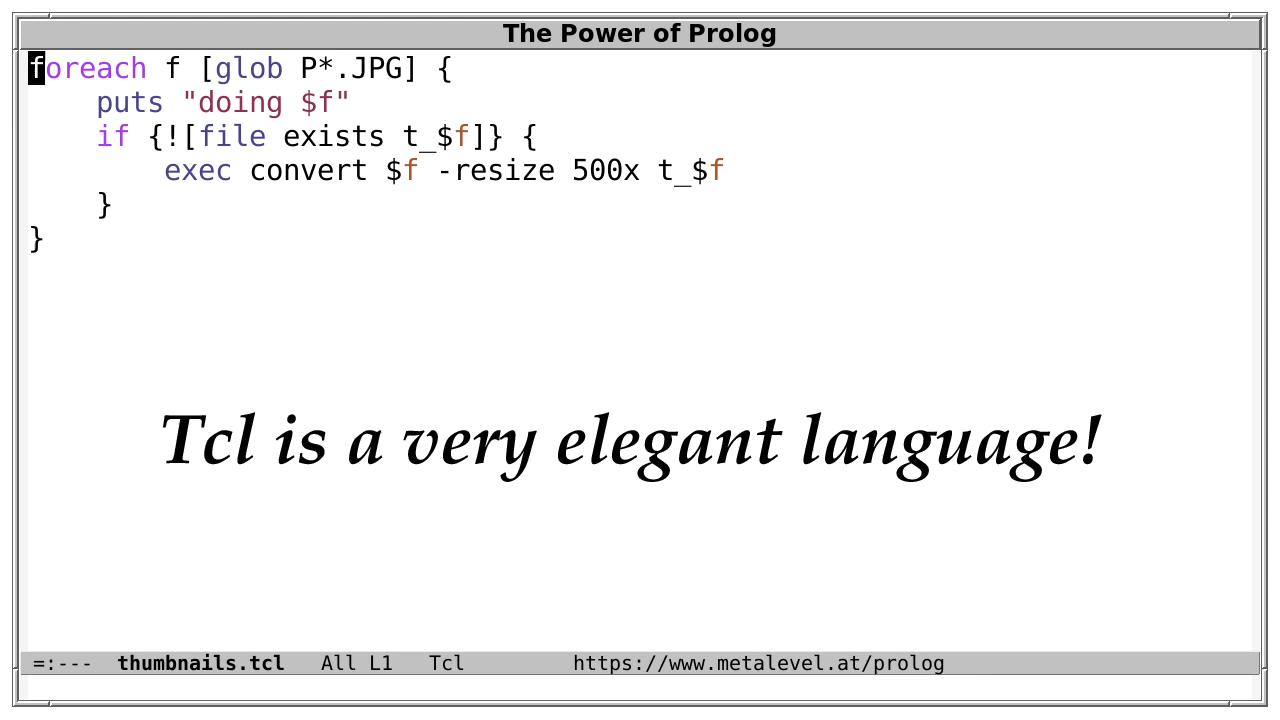 The Power of Prolog
foreach f [glob P*.JPG] {
    puts "doing $f"
    if {![file exists t_$f]} {
        exec convert $f -resize 500x t_$f
    }
}
Tcl is a very elegant language!
=:---  thumbnails.tcl   All L1   Tcl         https://www.metalevel.at/prolog